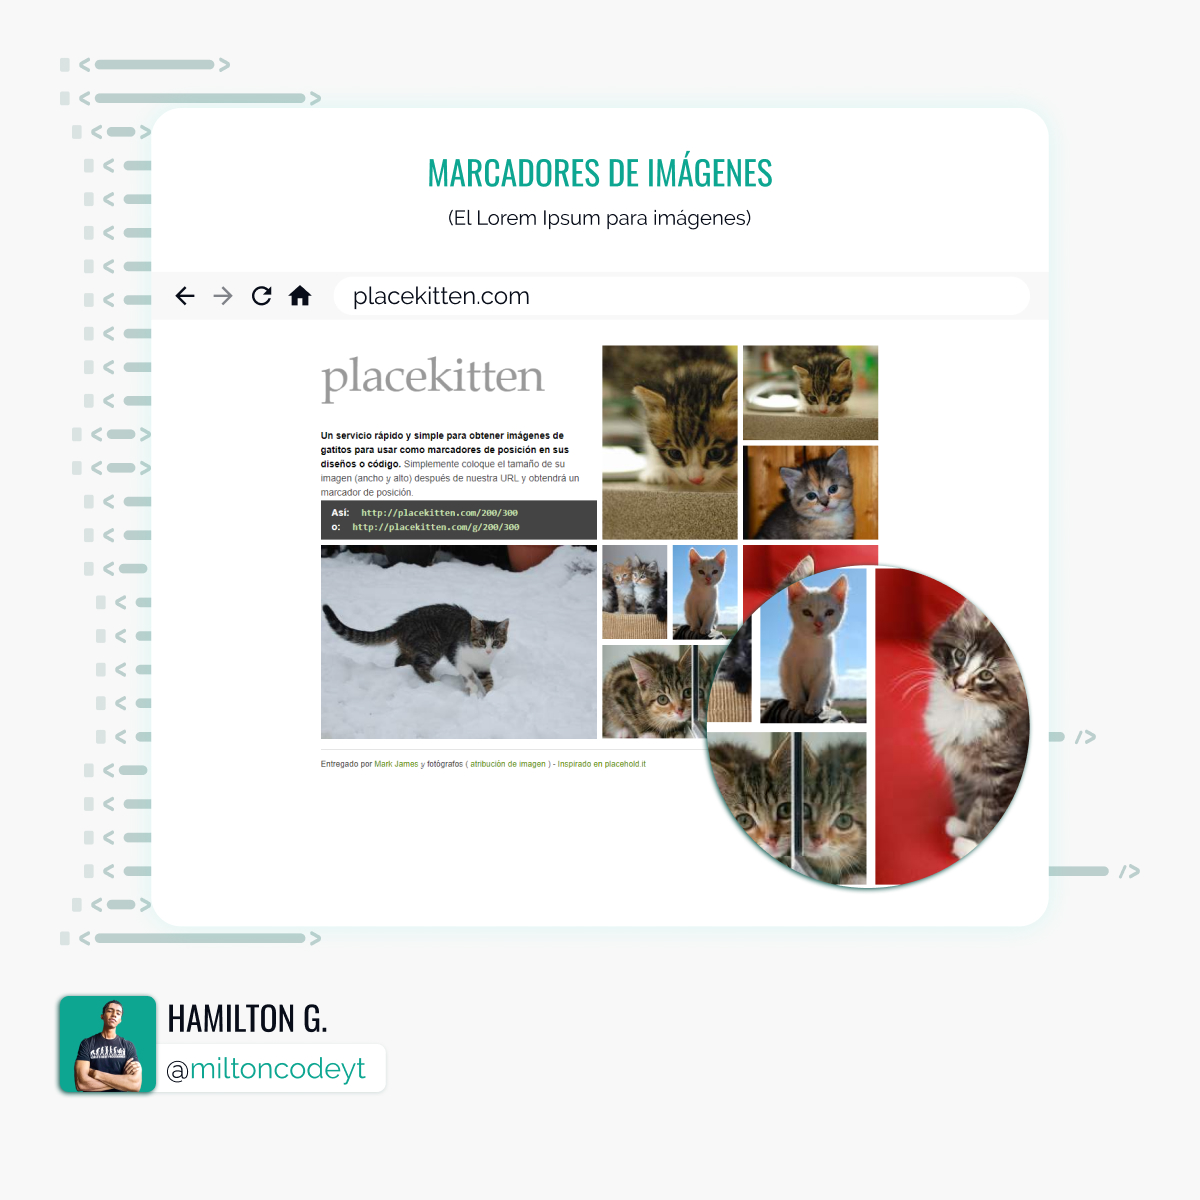 MARCADORES DE IMÁGENES
(El Lorem Ipsum para imágenes)
placekitten.com
placekitten
Un servicio rápido y simple para obtener imágenes de
gatitos para usar como marcadores de posición en sus
diseños o código. Simplemente coloque el tamaño de su
imagen (ancho y alto) después de nuestra URL y obtendrá un
marcador de posición.
Así: http://placekitten.com/200/300
o: http://placekitten.com/g/200/300
Entregado por Mark James y fotógrafos ( atribución de imagen ) - Inspirado en placehold.it
HAMILTON G.
@miltoncodeyt